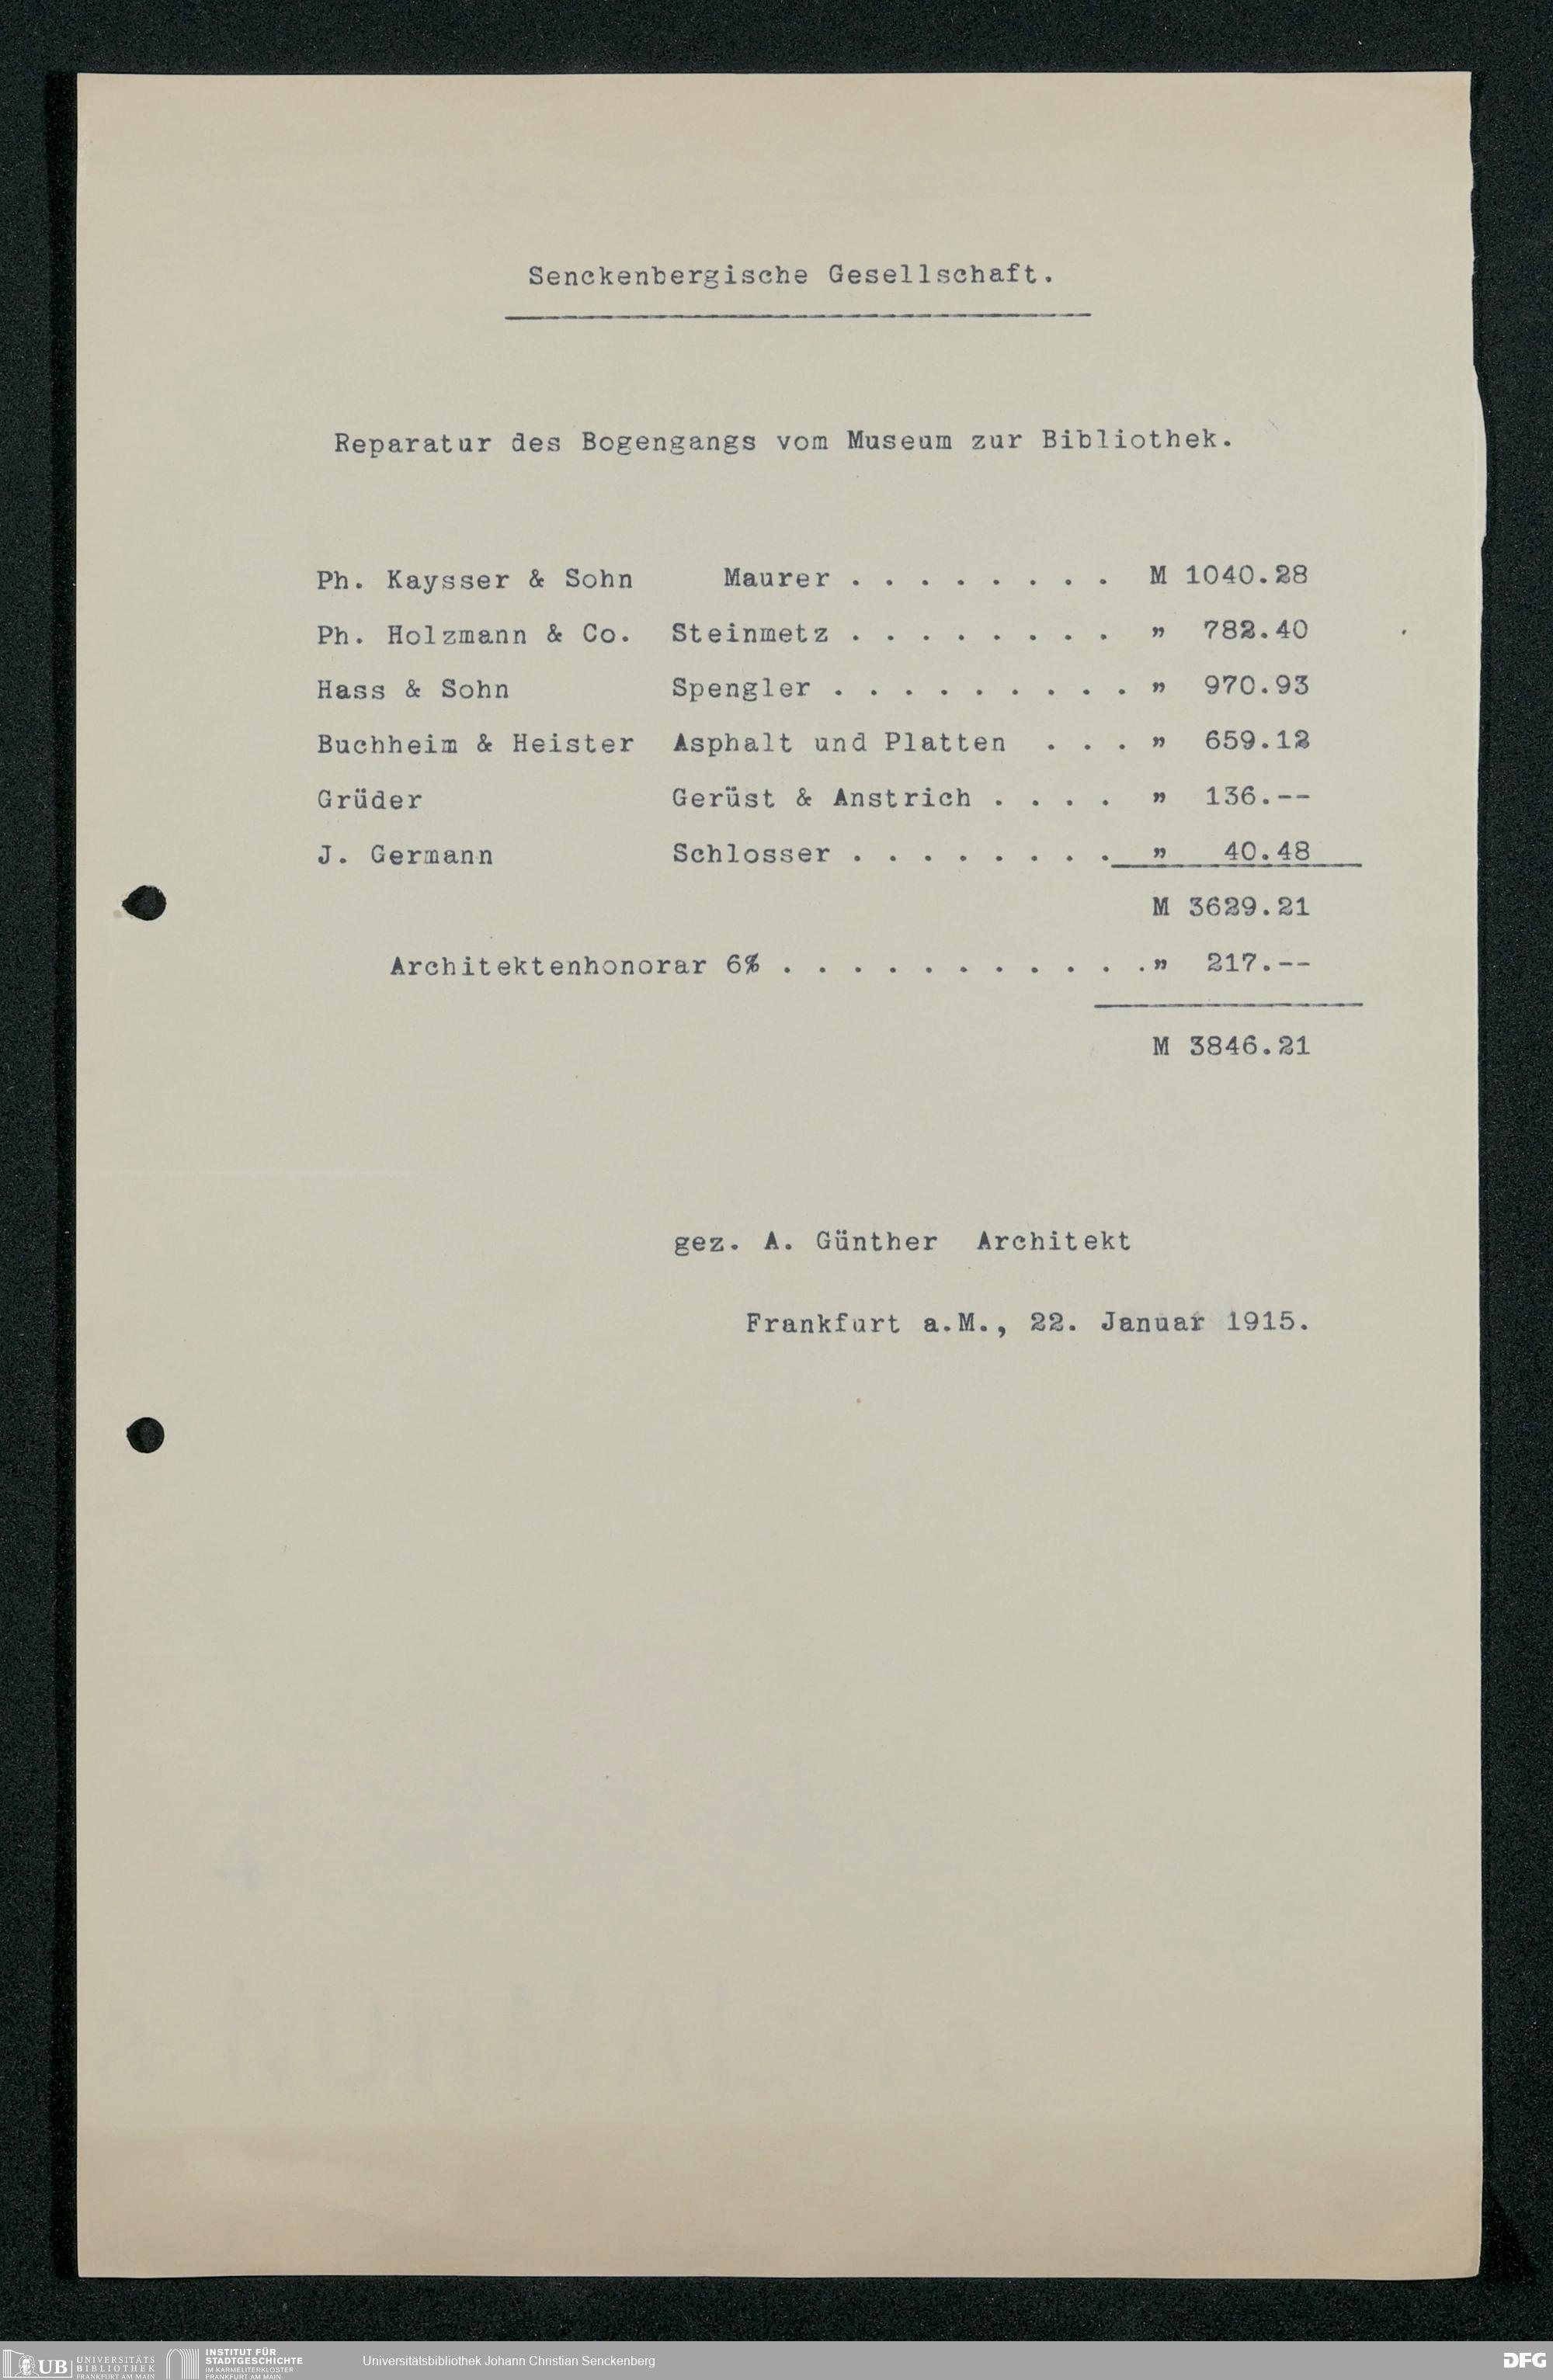 Senckenbergische Gesellschaft.
Reparatur des Bogengangs vom Museum zur Bibliothek.
Ph. Kaysser & Sohn Maurer . . . . . . . . M 1040.28
Ph. Holzmann & Co. Steinmetz . . . . . . . . " 782.40
Hass & Sohn Spengler . . . . . . . . . " 970.93
Buchheim & Heister Asphalt und Platten . . . " 659.12
Grüder Gerüst & Anstrich . . . . " 136.--
J. Germann Schlosser . . . . . . . . " 40.48
M 3629.21
Architektenhonorar 6% . . . . . . . . . . . " 217.--
M 3846.21
gez. A. Günther Architekt
Frankfurt a.M., 22. Januar 1915.
UB UNIVERSITÄTS BIBLIOTHEK FRANKFURT AM MAIN
INSTITUT FÜR STADTGESCHICHTE IM KARMELITERKLOSTER FRANKFURT AM MAIN
Universitätsbibliothek Johann Christian Senckenberg
DFG